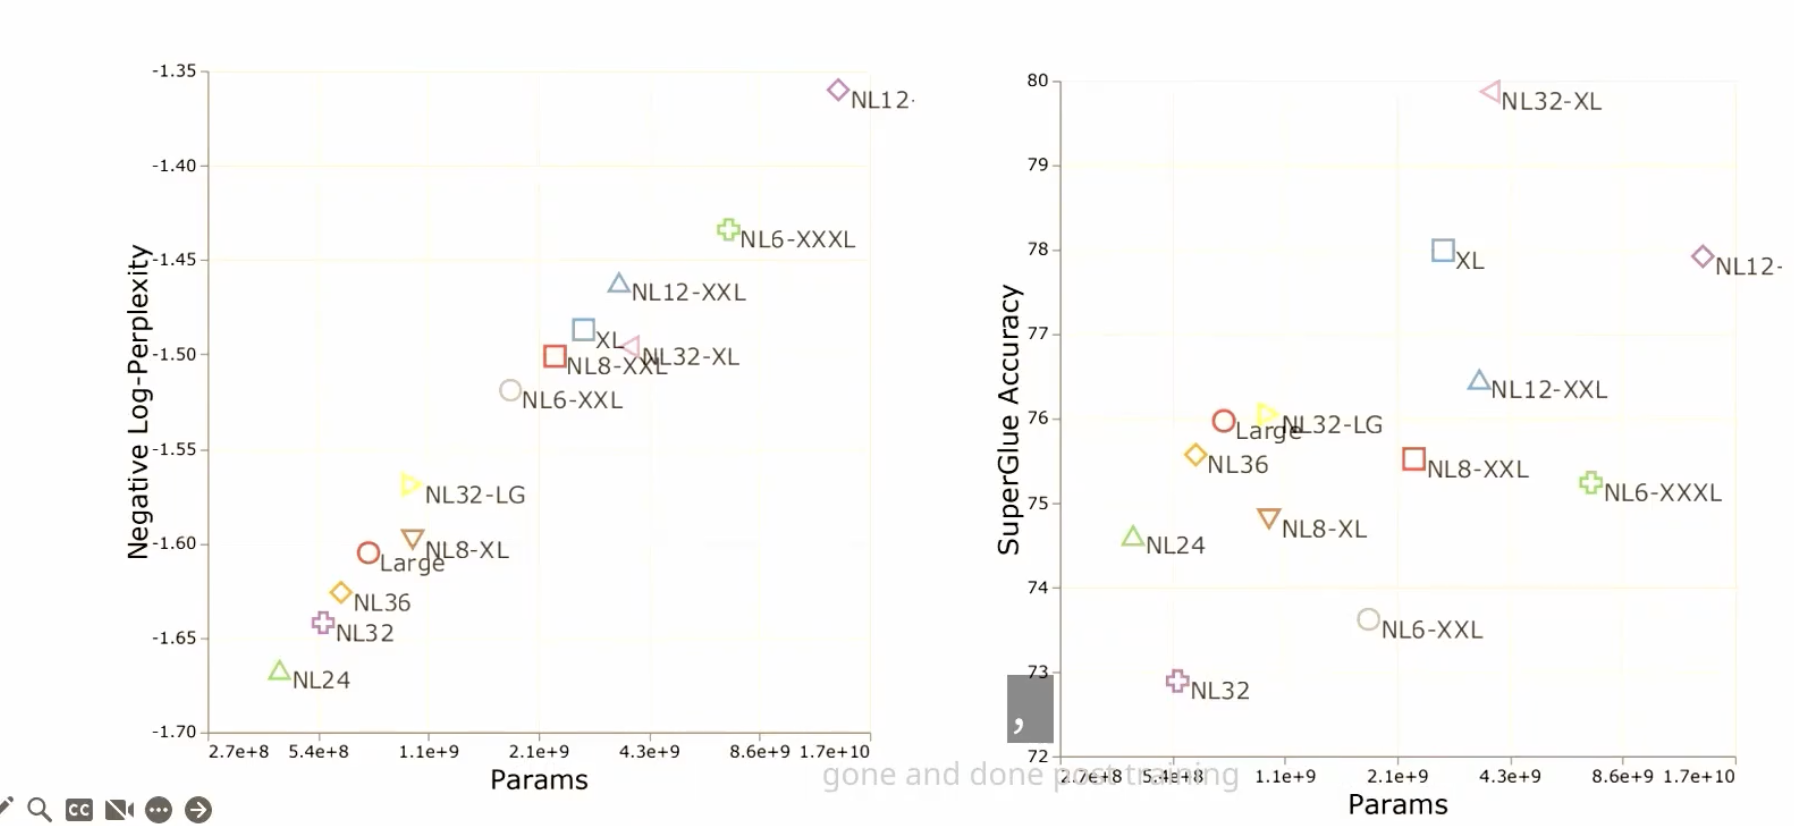 -1.35
NL12-
-1.40
NL6-XXXL
-1.45
NL12-XXL
XL
-1.50
NL32-XL
NL8-XXL
NL6-XXL
-1.55
NL32-LG
-1.60
NL8-XL
Large
NL36
NL32
-1.65
NL24
-1.70
2.7e+8 5.4e+8 1.1e+9 2.1e+9 4.3e+9 8.6e+9 1.7e+10
Negative Log-Perplexity
Params
80
NL32-XL
79
78
XL
NL12-
77
NL12-XXL
76
NL32-LG
Large
NL36
NL8-XXL
NL6-XXXL
75
NL8-XL
NL24
74
NL6-XXL
73
NL32
72
2.7e+8 5.4e+8 1.1e+9 2.1e+9 4.3e+9 8.6e+9 1.7e+10
SuperGlue Accuracy
Params
,
gone and done post training
CC